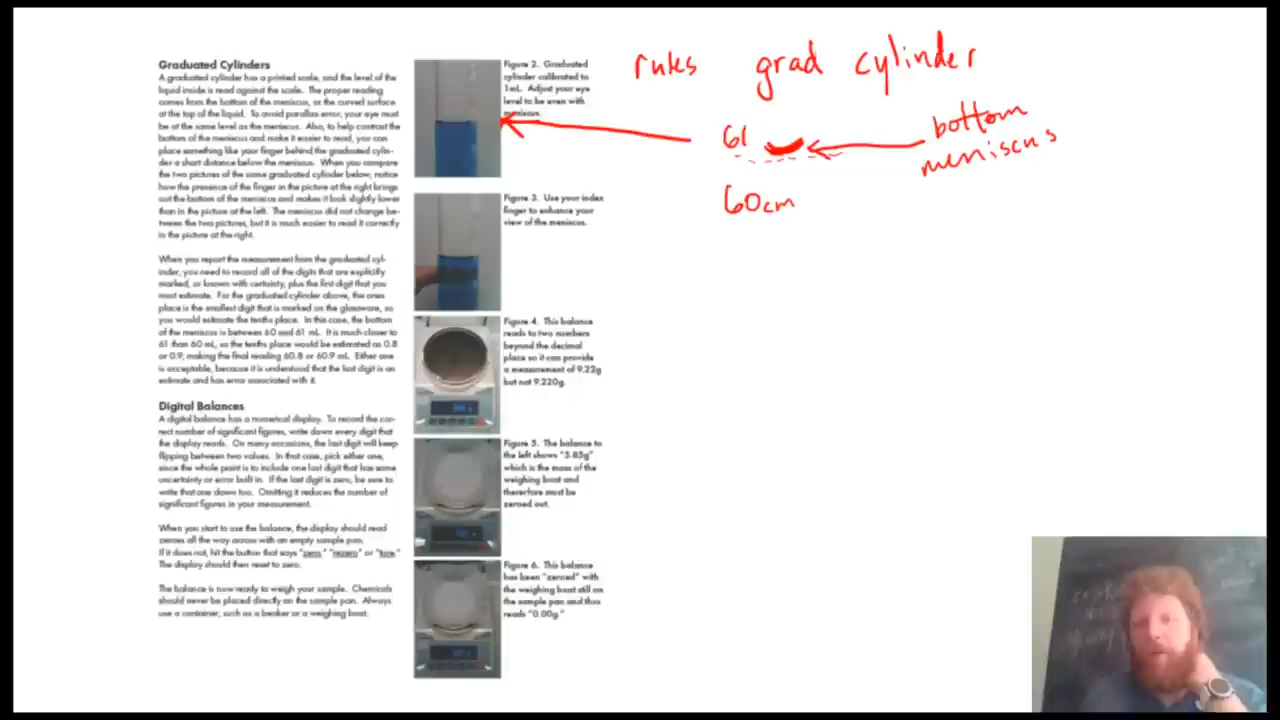 Graduated Cylinders
A graduated cylinder has a printed scale, and the level of the
liquid inside is read against the scale. The proper reading
comes from the bottom of the meniscus, or the curved surface
at the top of the liquid. To avoid parallax error, your eye must
be at the same level as the meniscus. Also, to help contrast the
bottom of the meniscus and make it easier to read, you can
place something like your finger behind the graduated cylin-
der a short distance below the meniscus. When you compare
the two pictures of the same graduated cylinder below, notice
how the presence of the finger in the picture at the right brings
out the bottom of the meniscus and makes it look slightly lower
than in the picture at the left. The meniscus did not change be-
tween the two pictures, but it is much easier to read it correctly
in the picture at the right.
When you report the measurement from the graduated cyl-
inder, you need to record all of the digits that are explicitly
marked, or known with certainty, plus the first digit that you
must estimate. For the graduated cylinder above, the ones
place is the smallest digit that is marked on the glassware, so
you would estimate the tenths place. In this case, the bottom
of the meniscus is between 60 and 61 mL. It is much closer to
61 than 60 mL, so the tenths place would be estimated as 0.8
or 0.9, making the final reading 60.8 or 60.9 mL. Either one
is acceptable, because it is understood that the last digit is an
estimate and has error associated with it.
Digital Balances
A digital balance has a numerical display. To record the cor-
rect number of significant figures, write down every digit that
the display reads. On many occasions, the last digit will keep
flipping between two values. In that case, pick either one,
since the whole point is to include one last digit that has some
uncertainty or error built in. If the last digit is zero, be sure to
write that one down too. Omitting it reduces the number of
significant figures in your measurement.
When you start to use the balance, the display should read
zeroes all the way across with an empty sample pan.
If it does not, hit the button that says "zero," "rezero" or "tare."
The display should then reset to zero.
The balance is now ready to weigh your sample. Chemicals
should never be placed directly on the sample pan. Always
use a container, such as a beaker or a weighing boat.
Figure 2. Graduated
cylinder calibrated to
1mL. Adjust your eye
level to be even with
meniscus.
Figure 3. Use your index
finger to enhance your
view of the meniscus.
Figure 4. This balance
reads to two numbers
beyond the decimal
place so it can provide
a measurement of 9.22g
but not 9.220g.
Figure 5. The balance to
the left shows "5.85g"
which is the mass of the
weighing boat and
therefore must be
zeroed out.
Figure 6. This balance
has been "zeroed" with
the weighing boat still on
the sample pan and thus
reads "0.00g."
rules grad cylinder
61
bottom
meniscus
60cm